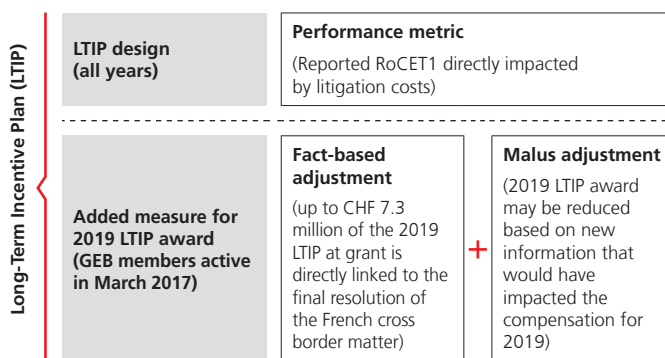 Long-Term Incentive Plan (LTIP)
LTIP design
(all years)
Performance metric
(Reported RoCET1 directly impacted
by litigation costs)
Added measure for
2019 LTIP award
(GEB members active
in March 2017)
Fact-based
adjustment
(up to CHF 7.3
million of the 2019
LTIP at grant is
directly linked to the
final resolution of
the French cross
border matter)
+
Malus adjustment
(2019 LTIP award
may be reduced
based on new
information that
would have
impacted the
compensation for
2019)